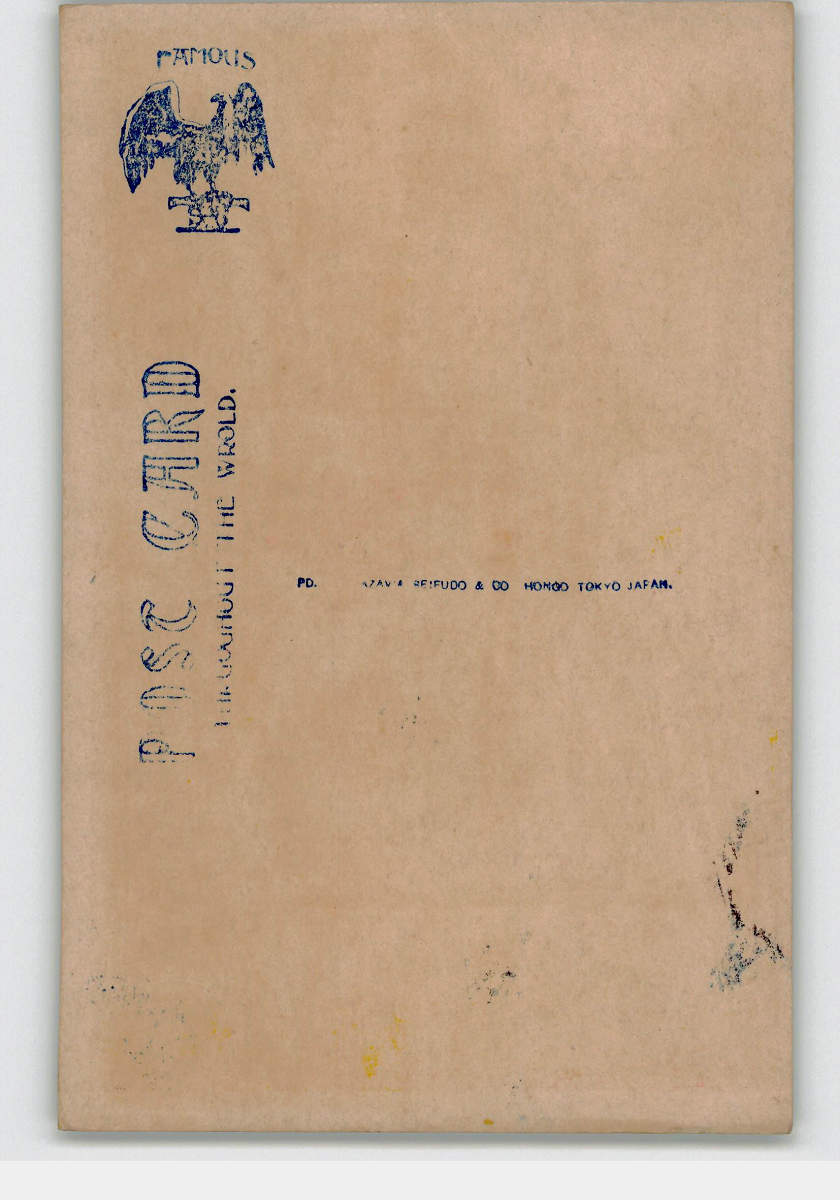 FAMOUS
POST CARD
THROUGHOUT THE WROLD.
PD. SEIFUDO & CO HONGO TOKYO JAPAN.